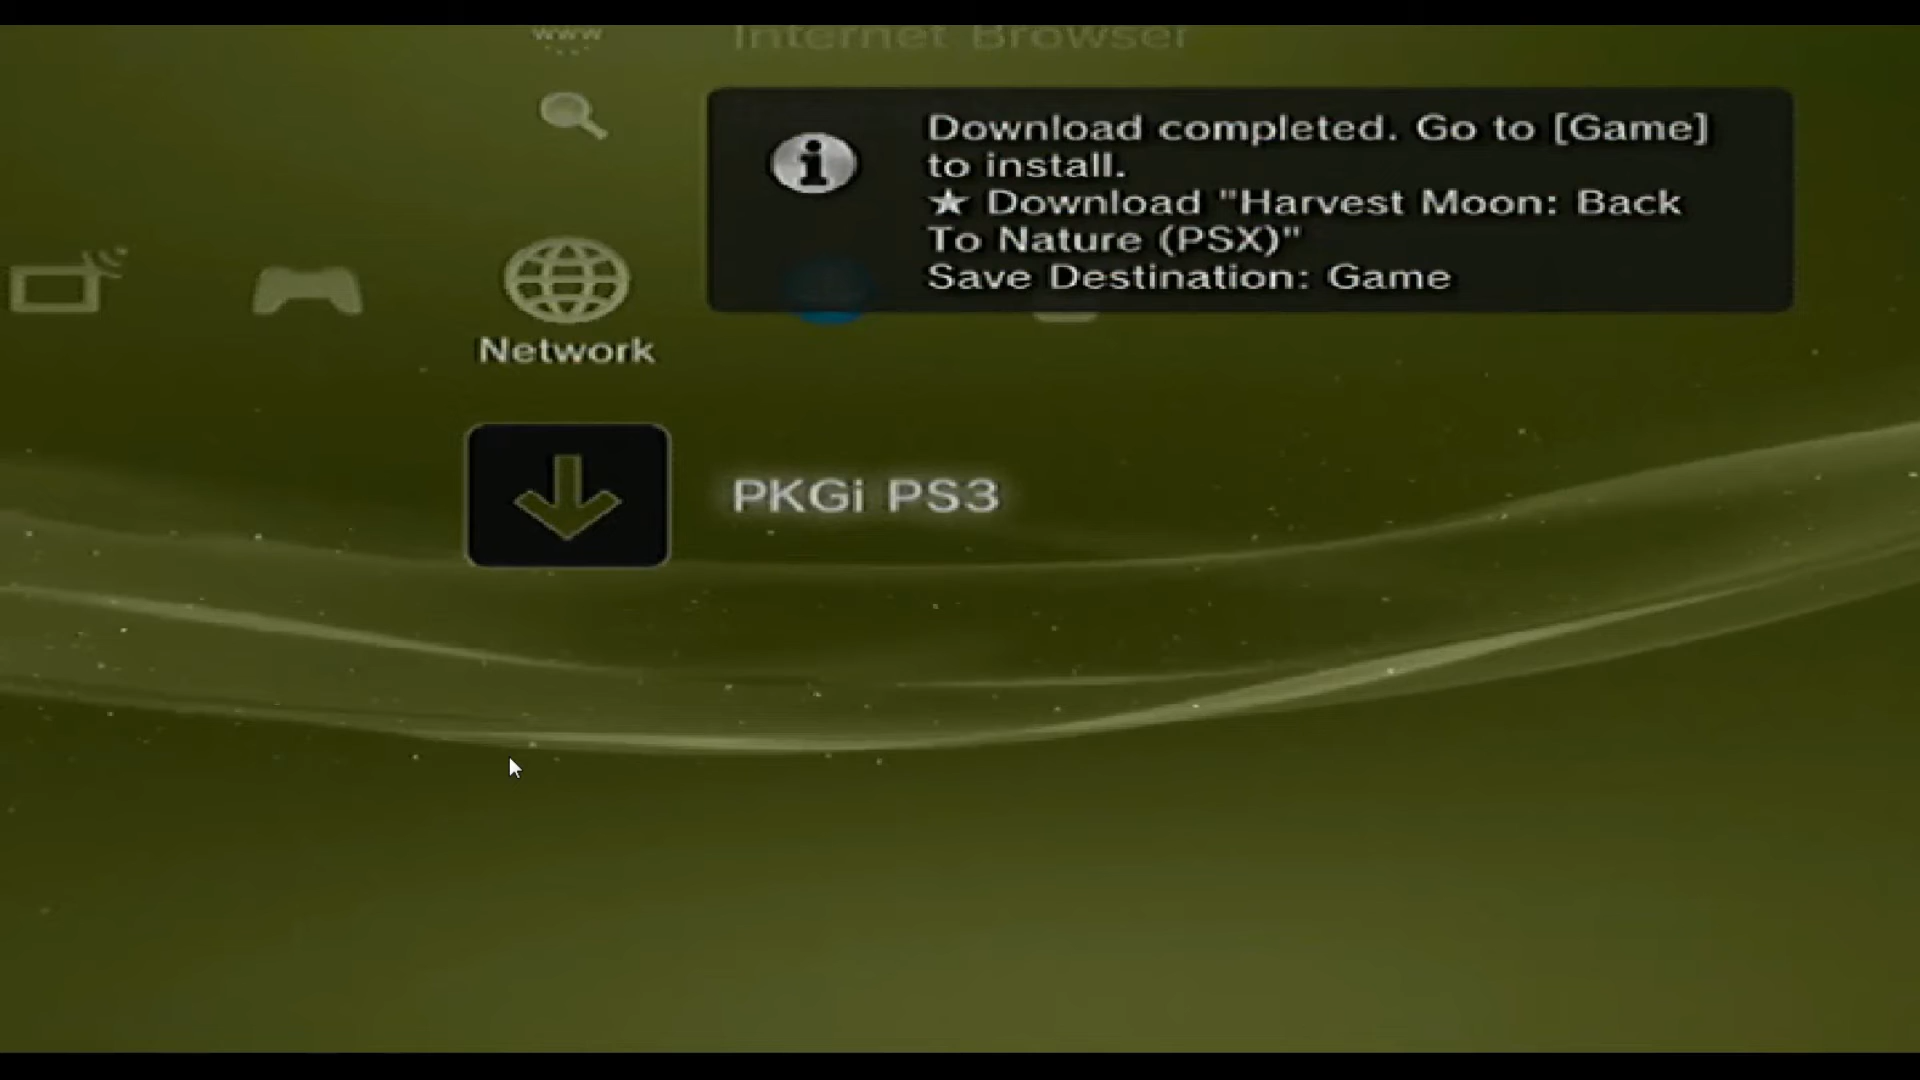 www
Internet Browser
Download completed. Go to [Game]
to install.
★ Download "Harvest Moon: Back
To Nature (PSX)"
Save Destination: Game
Network
PKGi PS3